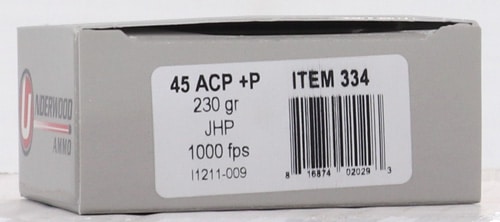 UNDERWOOD
AMMO
45 ACP +P
230 gr
JHP
1000 fps
I1211-009
ITEM 334
8 16874 02029 3